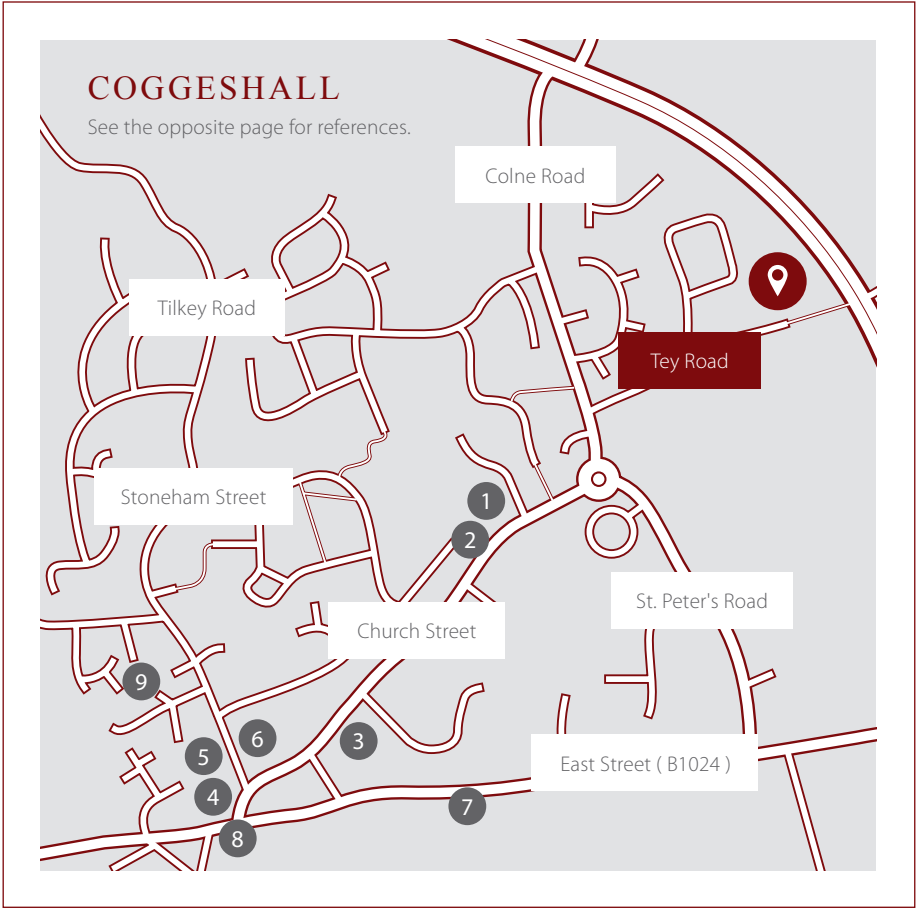 COGGESHALL
See the opposite page for references.
Colne Road
Tilkey Road
Tey Road
Stoneham Street
1
2
St. Peter's Road
Church Street
9
6
3
5
East Street ( B1024 )
4
7
8